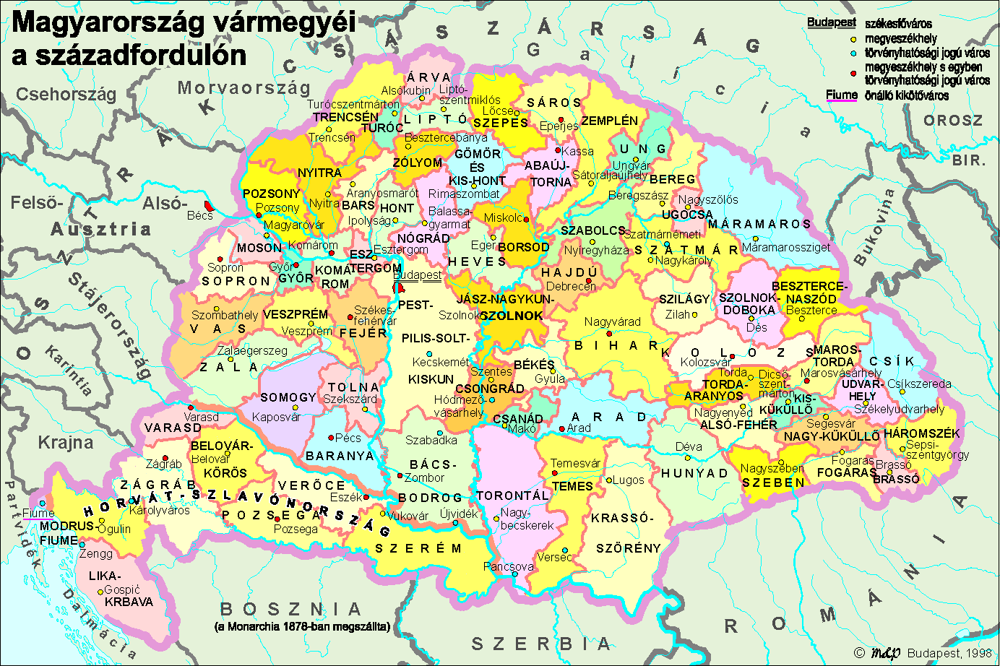 Magyarország vármegyéi
a századfordulón
Budapest székesfőváros
megyeszékhely
törvényhatósági jogú város
megyeszékhely s egyben
törvényhatósági jogú város
Fiume önálló kikötőváros
CSÁSZÁRSÁG
OSZTRÁK
Galícia
Csehország
Morvaország
OROSZ
BIR.
Felső-
Alsó-
Ausztria
Bécs
Bukovina
Stájerország
Karintia
Krajna
Partvidék
Dalmácia
BOSZNIA
(a Monarchia 1878-ban megszállta)
SZERBIA
ROMÁNIA
HORVÁT-SZLAVÓNORSZÁG
ÁRVA
Alsókubin
Liptó-
szentmiklós
LIPTÓ
Turócszentmárton
TRENCSÉN
TURÓC
Trencsén
Lőcse
SZEPES
SÁROS
Eperjes
ZEMPLÉN
Besztercebánya
ZÓLYOM
GÖMÖR
ÉS
KIS-HONT
Rimaszombat
Kassa
ABAÚJ-
TORNA
Sátoraljaújhely
UNG
Ungvár
BEREG
Beregszász
Nagyszőlős
UGOCSA
MÁRAMAROS
Máramarossziget
NYITRA
Nyitra
POZSONY
Pozsony
Magyaróvár
MOSON
Aranyosmarót
BARS
HONT
Ipolyság
Balassa-
gyarmat
NÓGRÁD
Miskolc
BORSOD
Eger
HEVES
SZABOLCS
Nyíregyháza
Szatmárnémeti
SZATMÁR
Nagykároly
Komárom
KOMÁ-
ROM
Esztergom
ESZ-
TERGOM
Győr
GYŐR
Sopron
SOPRON
Budapest
PEST-
PILIS-SOLT-
KISKUN
Kecskemét
HAJDÚ
Debrecen
JÁSZ-NAGYKUN-
SZOLNOK
Szolnok
SZILÁGY
Zilah
SZOLNOK-
DOBOKA
Dés
BESZTERCE-
NASZÓD
Beszterce
Szombathely
VAS
VESZPRÉM
Veszprém
Székes-
fehérvár
FEJÉR
Nagyvárad
BIHAR
KOLOZS
Kolozsvár
MAROS-
TORDA
Marosvásárhely
CSÍK
Csíkszereda
Zalaegerszeg
ZALA
SOMOGY
Kaposvár
TOLNA
Szekszárd
BÉKÉS
Gyula
Szentes
CSONGRÁD
Hódmező-
vásárhely
CSANÁD
Makó
ARAD
Arad
Torda
TORDA-
ARANYOS
Dicső-
szent-
márton
KIS-
KÜKÜLLŐ
UDVAR-
HELY
Székelyudvarhely
Nagyenyed
ALSÓ-FEHÉR
Segesvár
NAGY-KÜKÜLLŐ
HÁROMSZÉK
Sepsi-
szentgyörgy
Varasd
VARASD
Pécs
BARANYA
Szabadka
BÁCS-
BODROG
Zombor
Újvidék
BELOVÁR-
Belovár
KÖRÖS
Zágráb
ZÁGRÁB
Károlyváros
VERŐCE
Eszék
Vukovár
POZSEGA
Pozsega
SZERÉM
TORONTÁL
Nagy-
becskerek
Pancsova
Temesvár
TEMES
Versec
Lugos
KRASSÓ-
SZÖRÉNY
Déva
HUNYAD
Nagyszeben
SZEBEN
Fogaras
FOGARAS
Brassó
BRASSÓ
Fiume
MODRUS-
FIUME
Ogulin
Zengg
LIKA-
Gospić
KRBAVA
© MAP Budapest, 1998